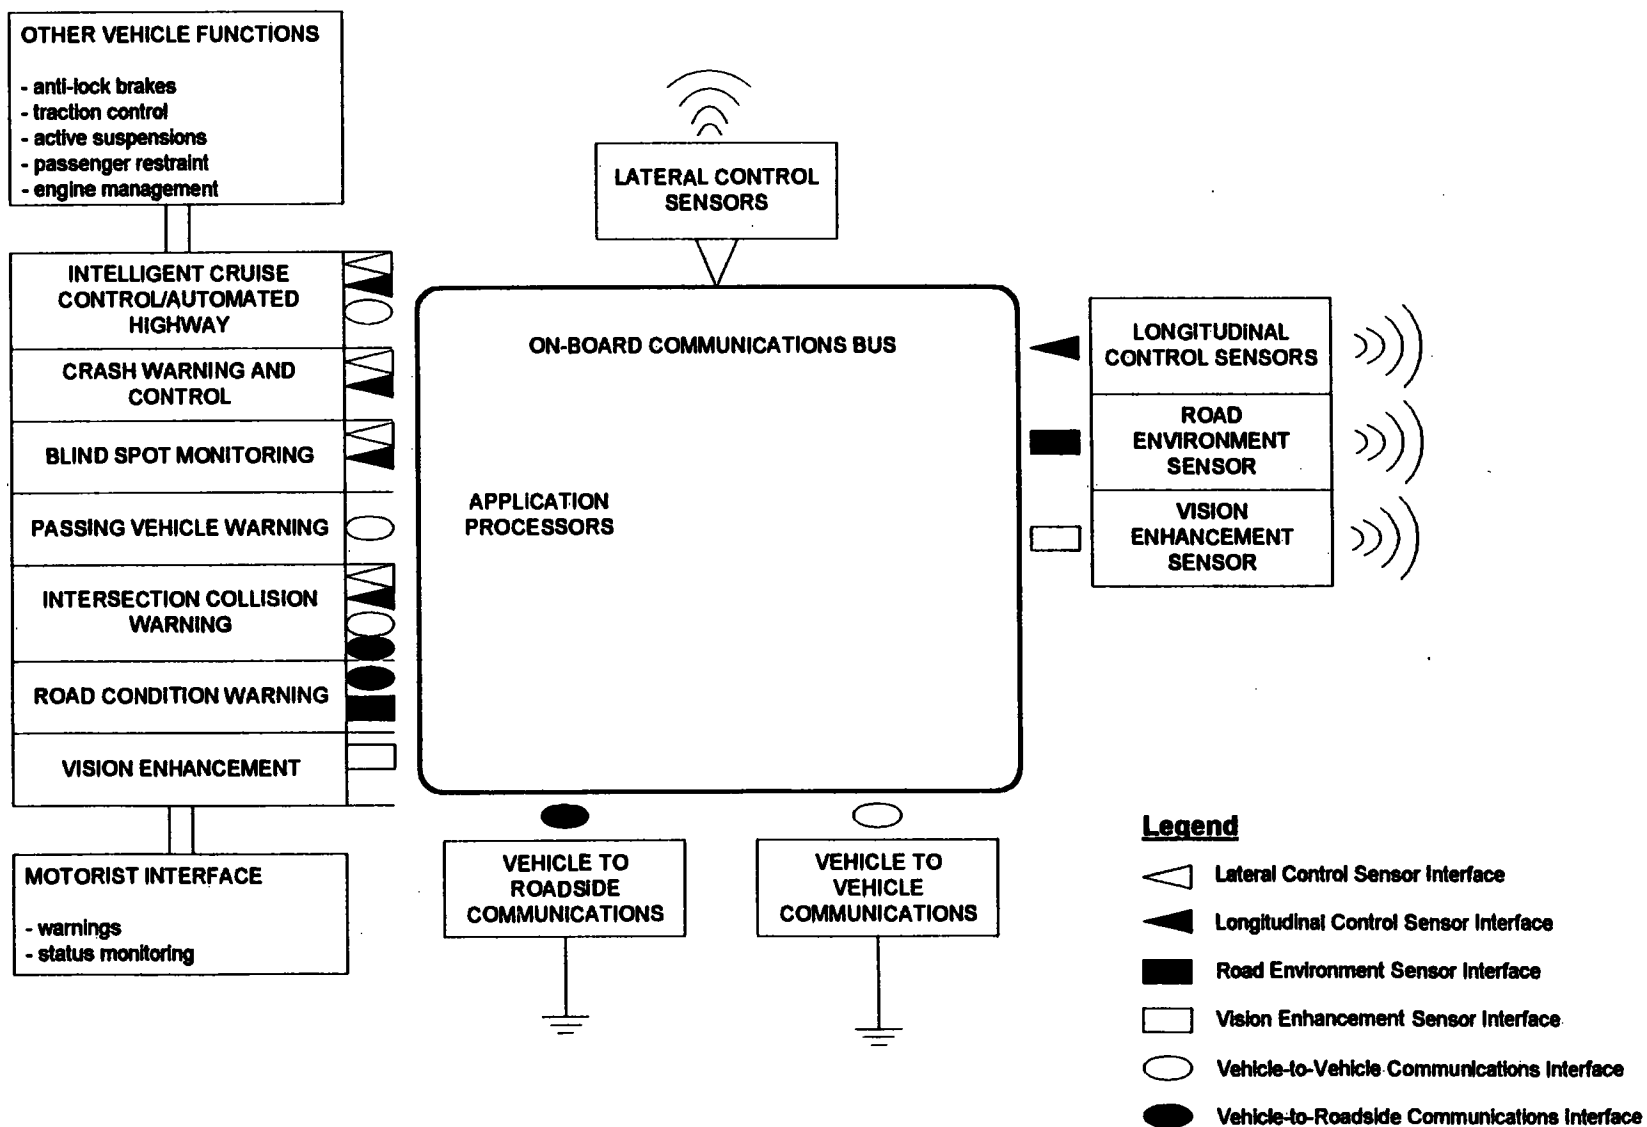 OTHER VEHICLE FUNCTIONS
- anti-lock brakes
- traction control
- active suspensions
- passenger restraint
- engine management
LATERAL CONTROL
SENSORS
INTELLIGENT CRUISE
CONTROL/AUTOMATED
HIGHWAY
CRASH WARNING AND
CONTROL
BLIND SPOT MONITORING
PASSING VEHICLE WARNING
INTERSECTION COLLISION
WARNING
ROAD CONDITION WARNING
VISION ENHANCEMENT
ON-BOARD COMMUNICATIONS BUS
APPLICATION
PROCESSORS
LONGITUDINAL
CONTROL SENSORS
ROAD
ENVIRONMENT
SENSOR
VISION
ENHANCEMENT
SENSOR
MOTORIST INTERFACE
- warnings
- status monitoring
VEHICLE TO
ROADSIDE
COMMUNICATIONS
VEHICLE TO
VEHICLE
COMMUNICATIONS
Legend
Lateral Control Sensor Interface
Longitudinal Control Sensor Interface
Road Environment Sensor Interface
Vision Enhancement Sensor Interface
Vehicle-to-Vehicle Communications Interface
Vehicle-to-Roadside Communications Interface